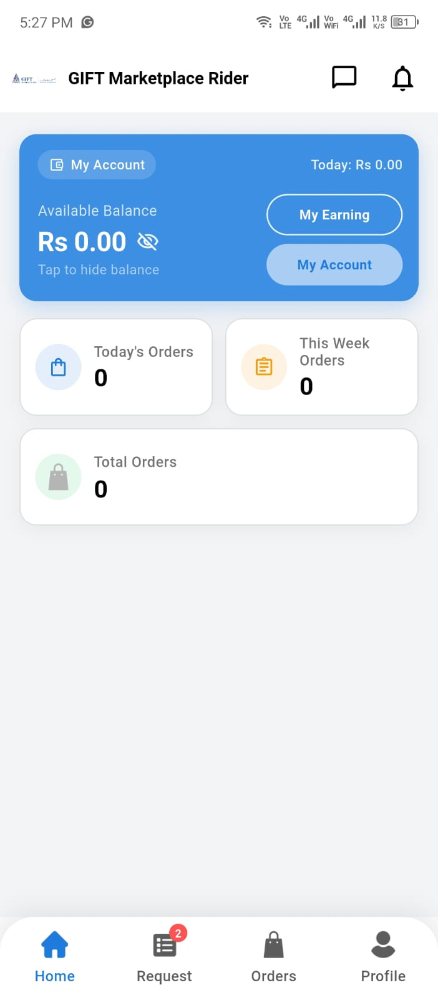 5:27 PM
Vo LTE 4G Vo WiFi 4G 11.8 K/S 31
GIFT
GIFT Marketplace Rider
My Account
Today: Rs 0.00
Available Balance
My Earning
Rs 0.00
Tap to hide balance
My Account
Today's Orders
0
This Week
Orders
0
Total Orders
0
2
Home
Request
Orders
Profile